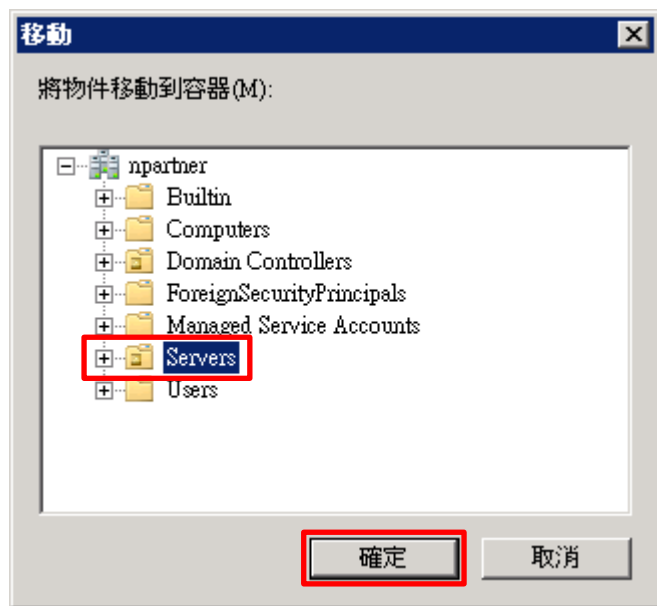 移動
將物件移動到容器(M):
npartner
Builtin
Computers
Domain Controllers
ForeignSecurityPrincipals
Managed Service Accounts
Servers
Users
確定 取消